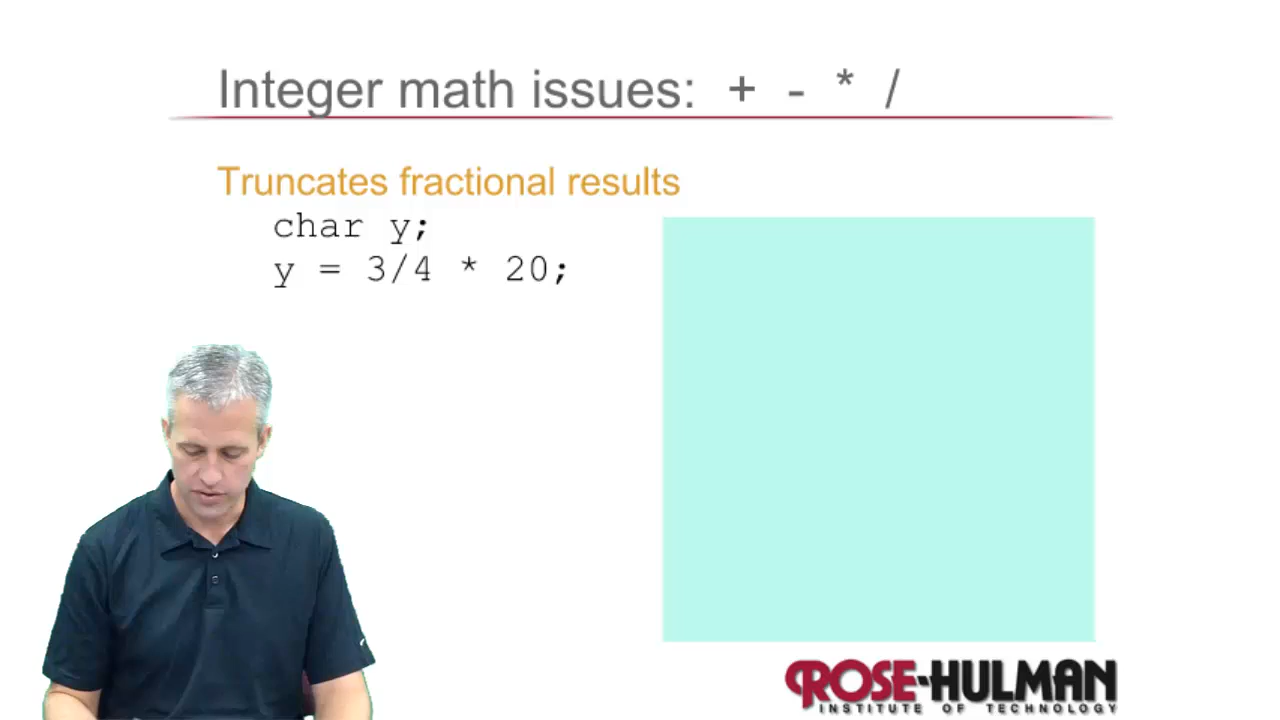 Integer math issues: + - * /
Truncates fractional results
char y;
y = 3/4 * 20;
ROSE-HULMAN
INSTITUTE OF TECHNOLOGY